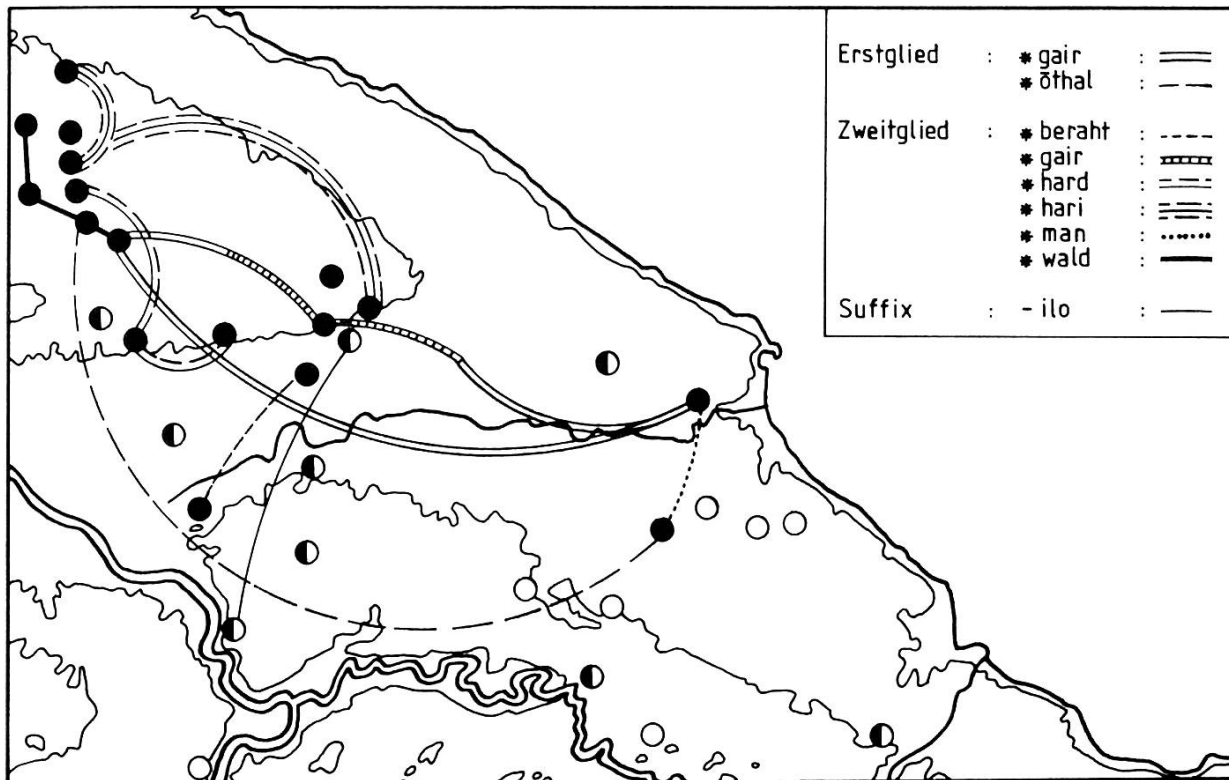 Erstglied : * gair :
* ōthal :
Zweitglied : * beraht :
* gair :
* hard :
* hari :
* man :
* wald :
Suffix : - ilo :